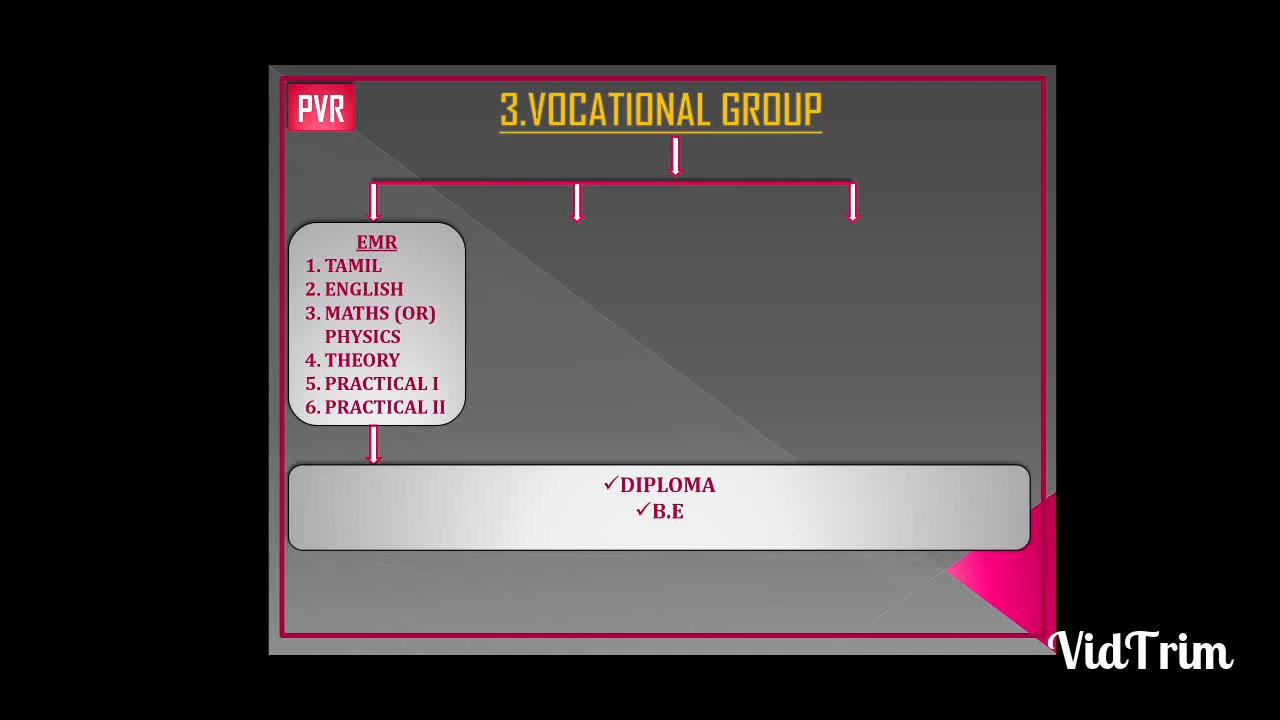 PVR
3.VOCATIONAL GROUP
EMR
1. TAMIL
2. ENGLISH
3. MATHS (OR)
PHYSICS
4. THEORY
5. PRACTICAL I
6. PRACTICAL II
✓DIPLOMA
✓B.E
VidTrim